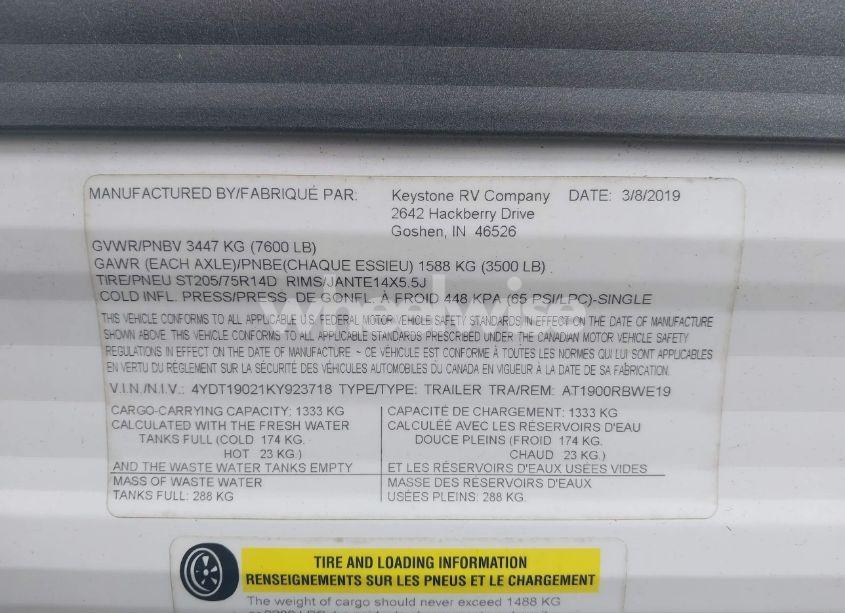 MANUFACTURED BY/FABRIQUÉ PAR: Keystone RV Company DATE: 3/8/2019
2642 Hackberry Drive
Goshen, IN 46526
GVWR/PNBV 3447 KG (7600 LB)
GAWR (EACH AXLE)/PNBE(CHAQUE ESSIEU) 1588 KG (3500 LB)
TIRE/PNEU ST205/75R14D RIMS/JANTE14X5.5J
COLD INFL. PRESS/PRESS. DE GONFL. À FROID 448 KPA (65 PSI/LPC)-SINGLE
wheelwise
THIS VEHICLE CONFORMS TO ALL APPLICABLE U.S. FEDERAL MOTOR VEHICLE SAFETY STANDARDS IN EFFECT ON THE DATE OF MANUFACTURE
SHOWN ABOVE. THIS VEHICLE CONFORMS TO ALL APPLICABLE STANDARDS PRESCRIBED UNDER THE CANADIAN MOTOR VEHICLE SAFETY
REGULATIONS IN EFFECT ON THE DATE OF MANUFACTURE ~ CE VÉHICULE EST CONFORME À TOUTES LES NORMES QUI LUI SONT APPLICABLES
EN VERTU DU RÈGLEMENT SUR LA SÉCURITÉ DES VÉHICULES AUTOMOBILES DU CANADA EN VIGUEUR À LA DATE DE SA FABRICATION.
V.I.N./N.I.V.: 4YDT19021KY923718 TYPE/TYPE: TRAILER TRA/REM: AT1900RBWE19
CARGO-CARRYING CAPACITY: 1333 KG
CALCULATED WITH THE FRESH WATER
TANKS FULL (COLD 174 KG.
HOT 23 KG.)
AND THE WASTE WATER TANKS EMPTY
MASS OF WASTE WATER
TANKS FULL: 288 KG
CAPACITÉ DE CHARGEMENT: 1333 KG
CALCULÉE AVEC LES RÉSERVOIRS D'EAU
DOUCE PLEINS (FROID 174 KG.
CHAUD 23 KG.)
ET LES RÉSERVOIRS D'EAUX USÉES VIDES
MASSE DES RÉSERVOIRS D'EAUX
USÉES PLEINS: 288 KG.
TIRE AND LOADING INFORMATION
RENSEIGNEMENTS SUR LES PNEUS ET LE CHARGEMENT
The weight of cargo should never exceed 1488 KG